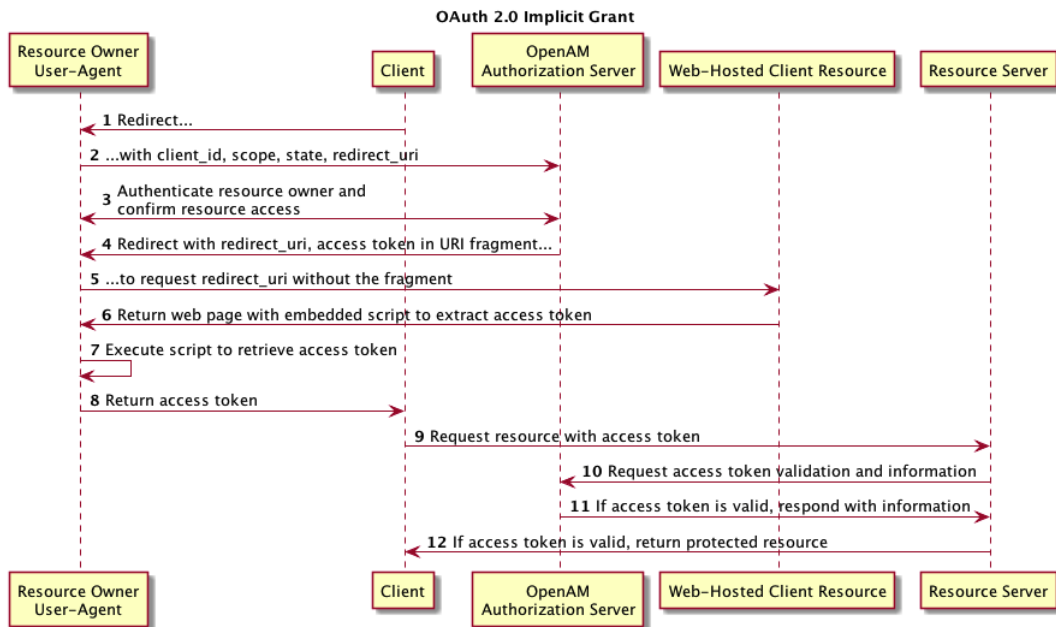 OAuth 2.0 Implicit Grant
Resource Owner
User-Agent
Client
OpenAM
Authorization Server
Web-Hosted Client Resource
Resource Server
1 Redirect...
2 ...with client_id, scope, state, redirect_uri
3 Authenticate resource owner and
confirm resource access
4 Redirect with redirect_uri, access token in URI fragment...
5 ...to request redirect_uri without the fragment
6 Return web page with embedded script to extract access token
7 Execute script to retrieve access token
8 Return access token
9 Request resource with access token
10 Request access token validation and information
11 If access token is valid, respond with information
12 If access token is valid, return protected resource
Resource Owner
User-Agent
Client
OpenAM
Authorization Server
Web-Hosted Client Resource
Resource Server